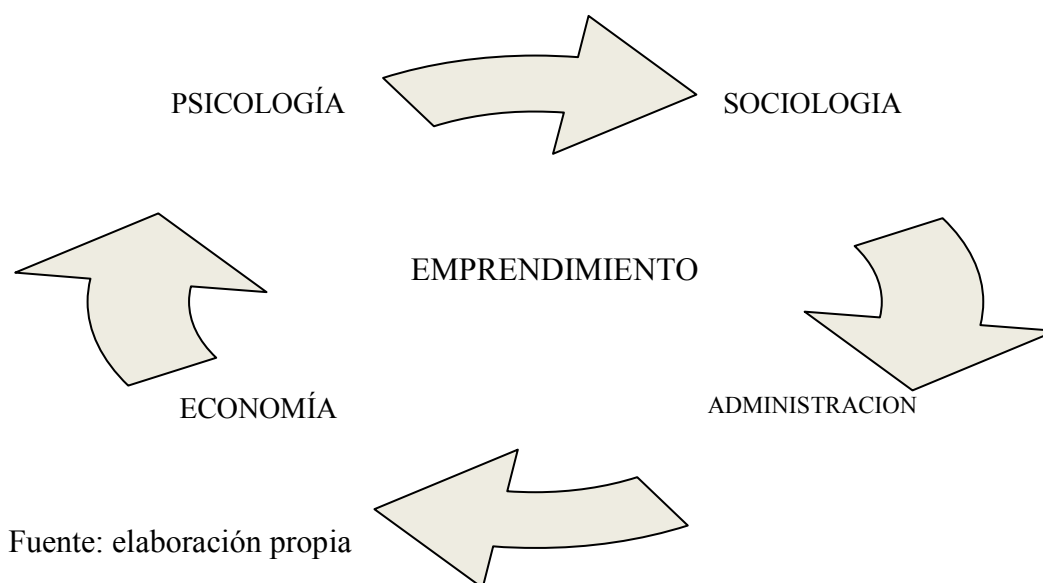 PSICOLOGÍA
SOCIOLOGIA
EMPRENDIMIENTO
ECONOMÍA
ADMINISTRACION
Fuente: elaboración propia